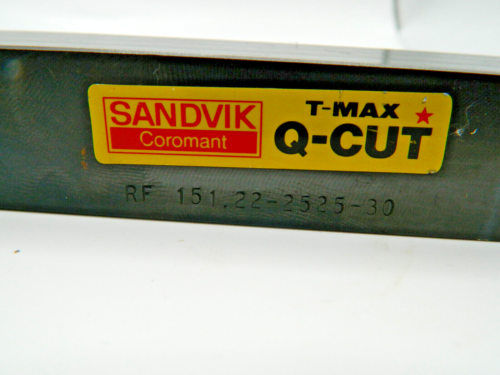 SANDVIK
Coromant
T-MAX
Q-CUT
RF 151.22-2525-30